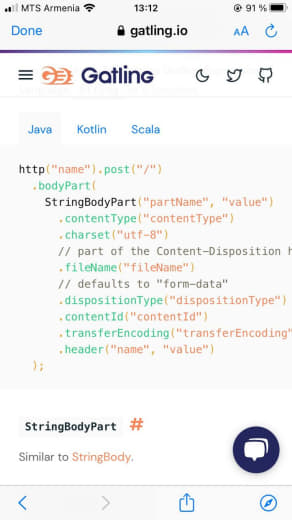 MTS Armenia 13:12 91 %
Done gatling.io AA
Gatling
Java Kotlin Scala
http("name").post("/")
.bodyPart(
StringBodyPart("partName", "value")
.contentType("contentType")
.charset("utf-8")
// part of the Content-Disposition h
.fileName("fileName")
// defaults to "form-data"
.dispositionType("dispositionType")
.contentId("contentId")
.transferEncoding("transferEncoding"
.header("name", "value")
);
StringBodyPart #
Similar to StringBody.